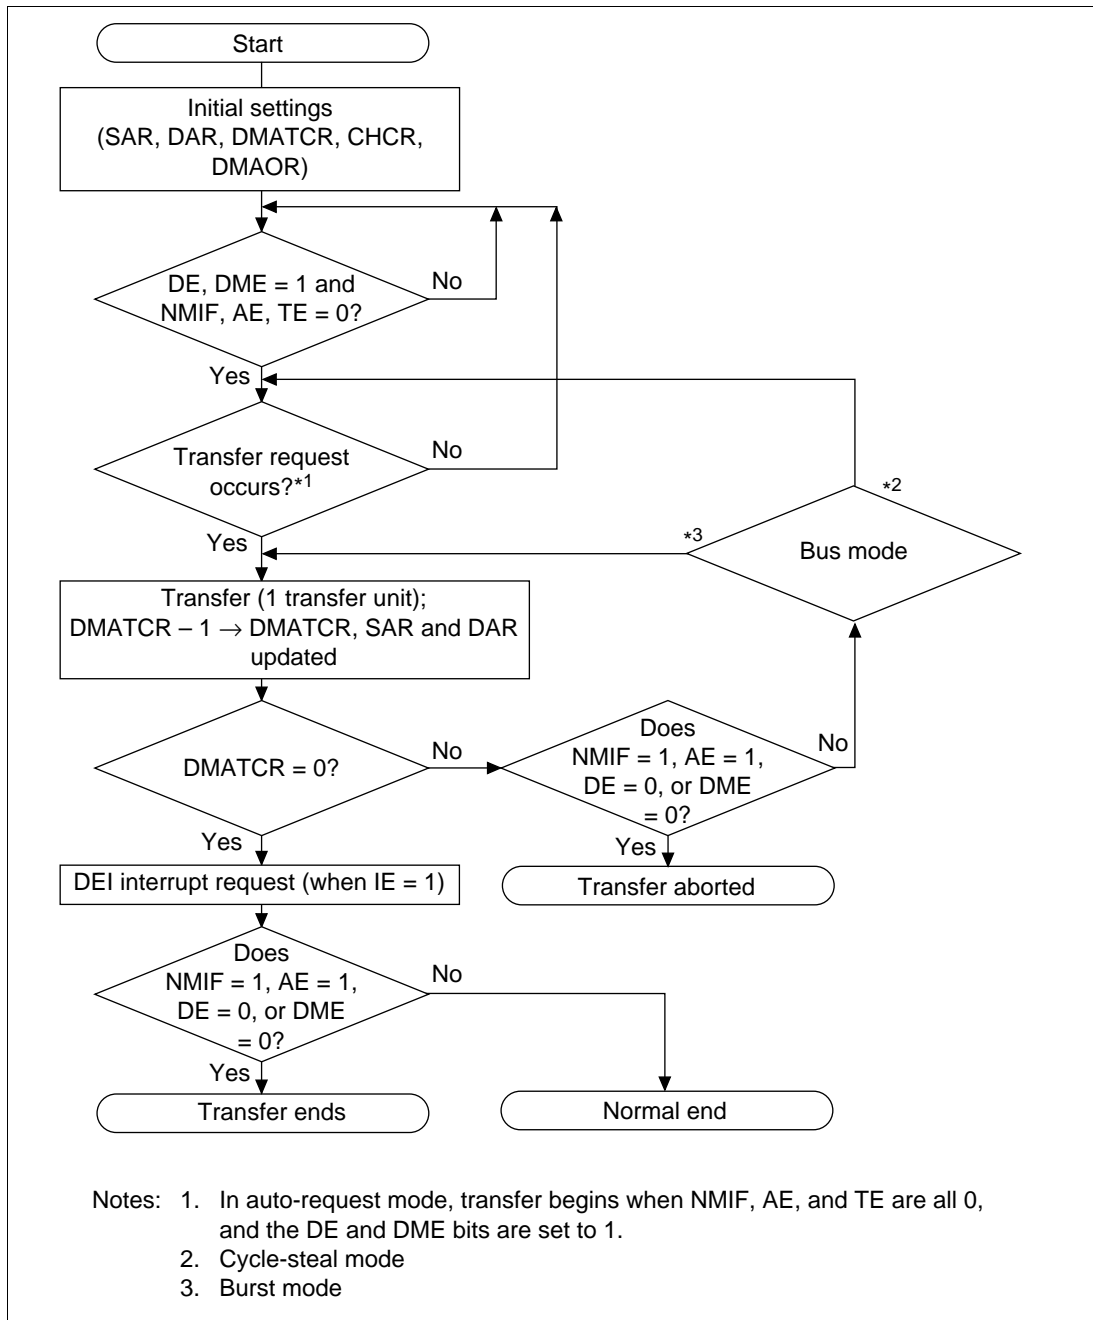 Start
Initial settings
(SAR, DAR, DMATCR, CHCR,
DMAOR)
DE, DME = 1 and
NMIF, AE, TE = 0?
No
Yes
Transfer request
occurs?*1
No
Yes
*2
*3
Bus mode
Transfer (1 transfer unit);
DMATCR – 1 → DMATCR, SAR and DAR
updated
DMATCR = 0?
No
Does
NMIF = 1, AE = 1,
DE = 0, or DME
= 0?
No
Yes
Yes
Transfer aborted
DEI interrupt request (when IE = 1)
Does
NMIF = 1, AE = 1,
DE = 0, or DME
= 0?
No
Yes
Transfer ends
Normal end
Notes: 1. In auto-request mode, transfer begins when NMIF, AE, and TE are all 0,
and the DE and DME bits are set to 1.
2. Cycle-steal mode
3. Burst mode